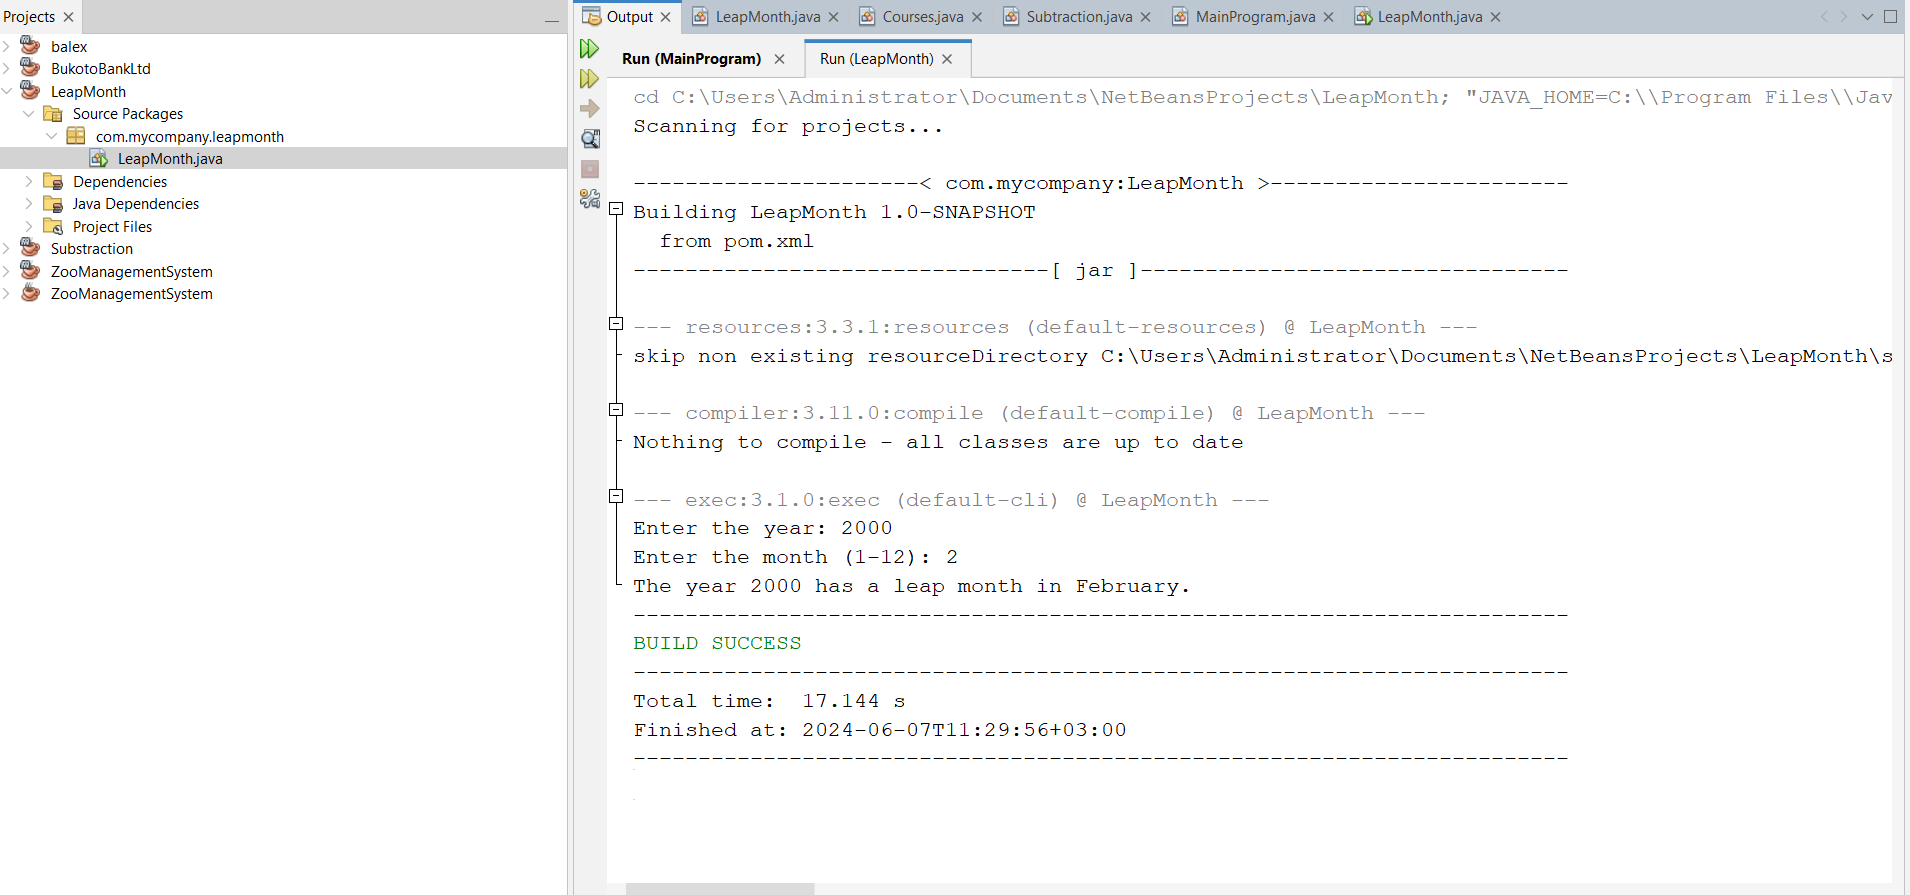 Projects
balex
BukotoBankLtd
LeapMonth
Source Packages
com.mycompany.leapmonth
LeapMonth.java
Dependencies
Java Dependencies
Project Files
Substraction
ZooManagementSystem
ZooManagementSystem
Output LeapMonth.java Courses.java Subtraction.java MainProgram.java LeapMonth.java
Run (MainProgram) Run (LeapMonth)
cd C:\Users\Administrator\Documents\NetBeansProjects\LeapMonth; "JAVA_HOME=C:\\Program Files\\Jav
Scanning for projects...
----------------------< com.mycompany:LeapMonth >-----------------------
Building LeapMonth 1.0-SNAPSHOT
from pom.xml
--------------------------------[ jar ]---------------------------------
--- resources:3.3.1:resources (default-resources) @ LeapMonth ---
skip non existing resourceDirectory C:\Users\Administrator\Documents\NetBeansProjects\LeapMonth\s
--- compiler:3.11.0:compile (default-compile) @ LeapMonth ---
Nothing to compile - all classes are up to date
--- exec:3.1.0:exec (default-cli) @ LeapMonth ---
Enter the year: 2000
Enter the month (1-12): 2
The year 2000 has a leap month in February.
------------------------------------------------------------------------
BUILD SUCCESS
------------------------------------------------------------------------
Total time:  17.144 s
Finished at: 2024-06-07T11:29:56+03:00
------------------------------------------------------------------------